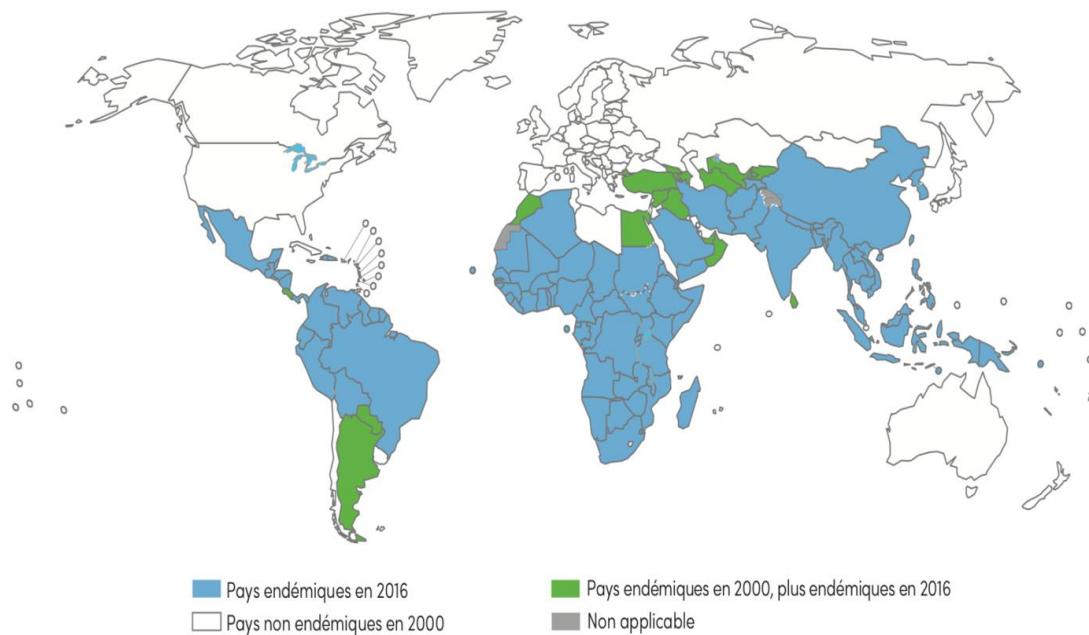 Pays endémiques en 2016
Pays endémiques en 2000, plus endémiques en 2016
Pays non endémiques en 2000
Non applicable